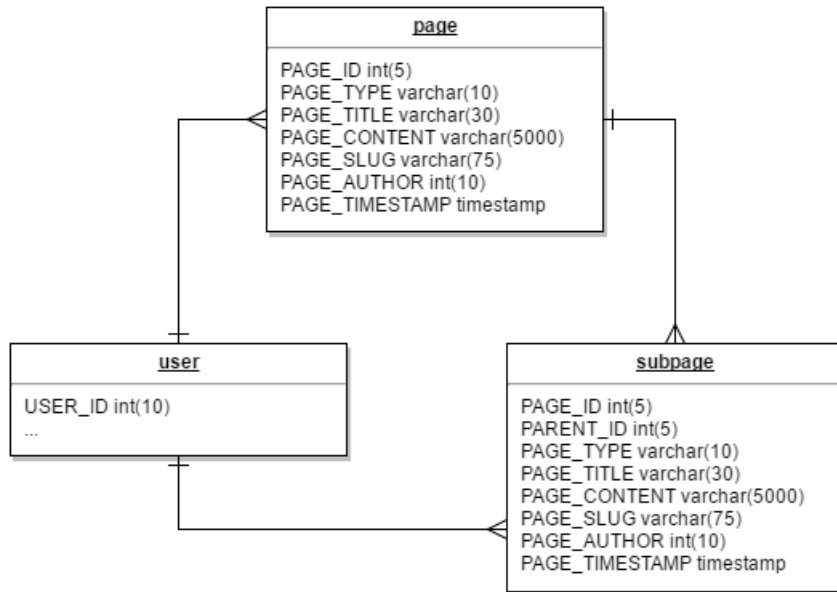 page
PAGE_ID int(5)
PAGE_TYPE varchar(10)
PAGE_TITLE varchar(30)
PAGE_CONTENT varchar(5000)
PAGE_SLUG varchar(75)
PAGE_AUTHOR int(10)
PAGE_TIMESTAMP timestamp
user
USER_ID int(10)
...
subpage
PAGE_ID int(5)
PARENT_ID int(5)
PAGE_TYPE varchar(10)
PAGE_TITLE varchar(30)
PAGE_CONTENT varchar(5000)
PAGE_SLUG varchar(75)
PAGE_AUTHOR int(10)
PAGE_TIMESTAMP timestamp